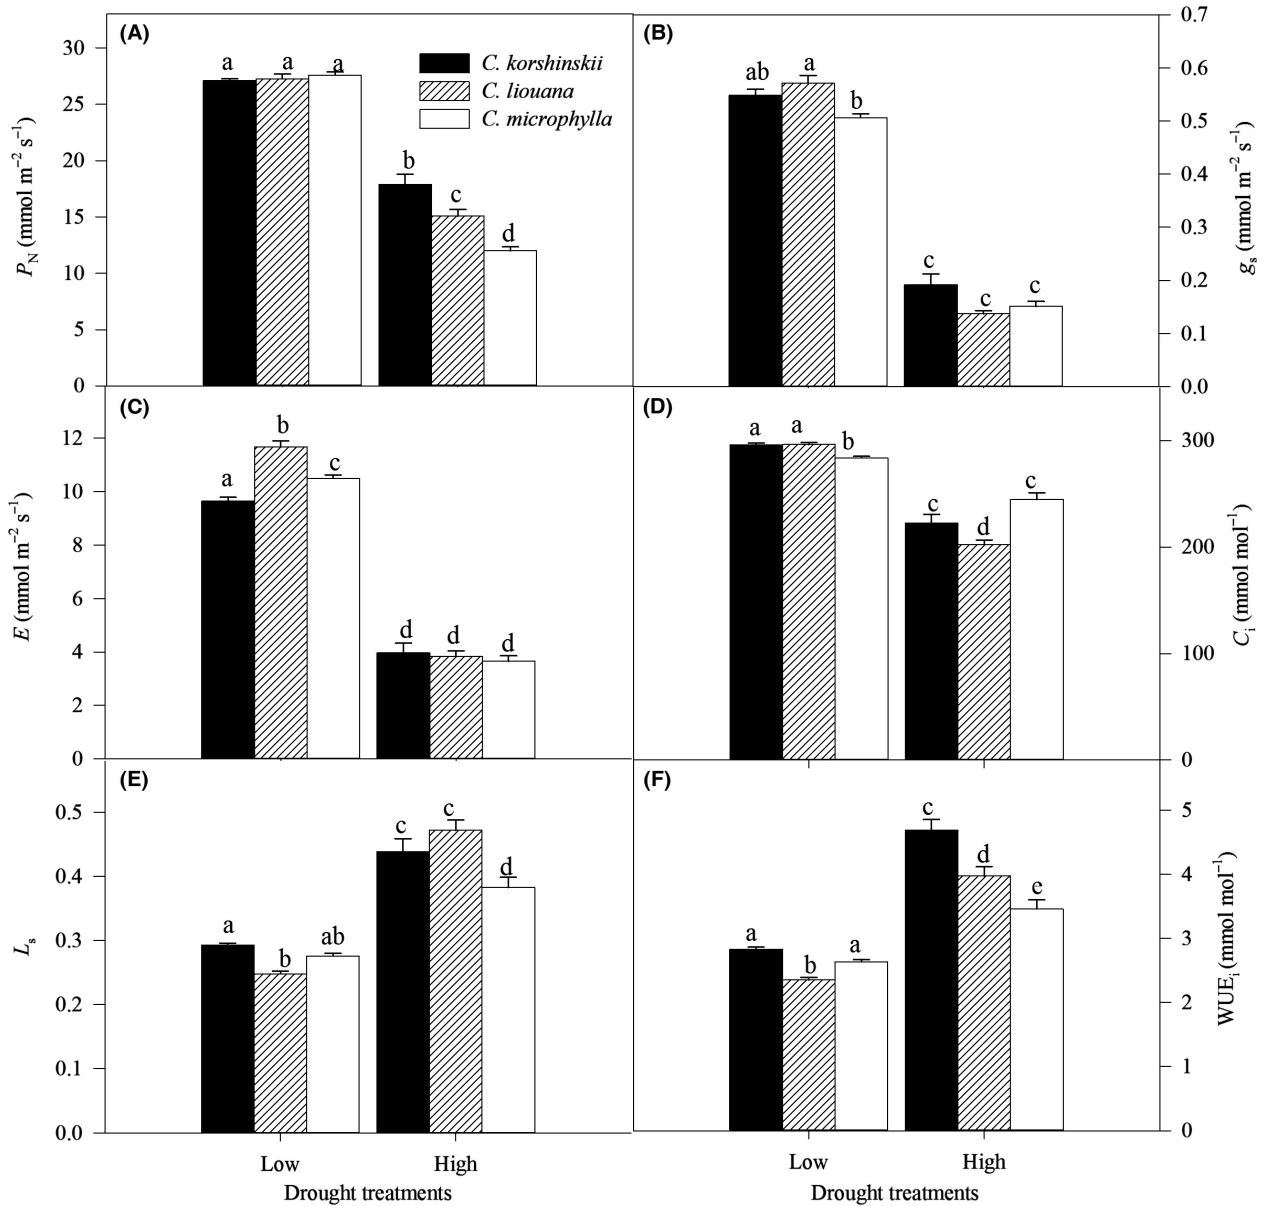 (A)
C. korshinskii
C. liouana
C. microphylla
a a a
b
c
d
30
25
20
15
10
5
0
P_N (mmol m⁻² s⁻¹)
(B)
ab a b
c c c
0.7
0.6
0.5
0.4
0.3
0.2
0.1
0.0
g_s (mmol m⁻² s⁻¹)
(C)
a b c
d d d
12
10
8
6
4
2
0
E (mmol m⁻² s⁻¹)
(D)
a a b
c d c
300
200
100
0
C_i (mmol mol⁻¹)
(E)
a b ab
c c d
0.5
0.4
0.3
0.2
0.1
0.0
L_s
Low High
Drought treatments
(F)
a b a
c d e
5
4
3
2
1
0
WUE_i (mmol mol⁻¹)
Low High
Drought treatments